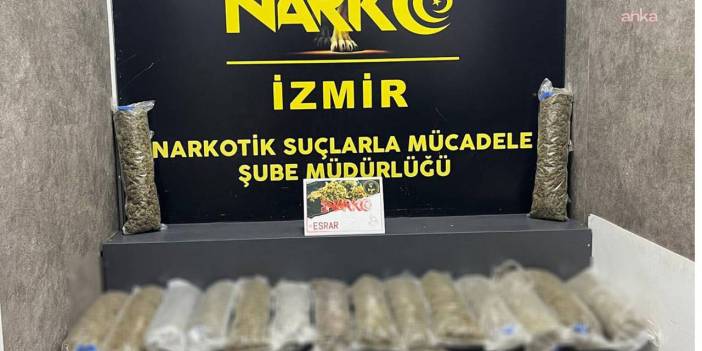 anka
NARKO
İZMİR
NARKOTİK SUÇLARLA MÜCADELE
ŞUBE MÜDÜRLÜĞÜ
NARKO
ESRAR